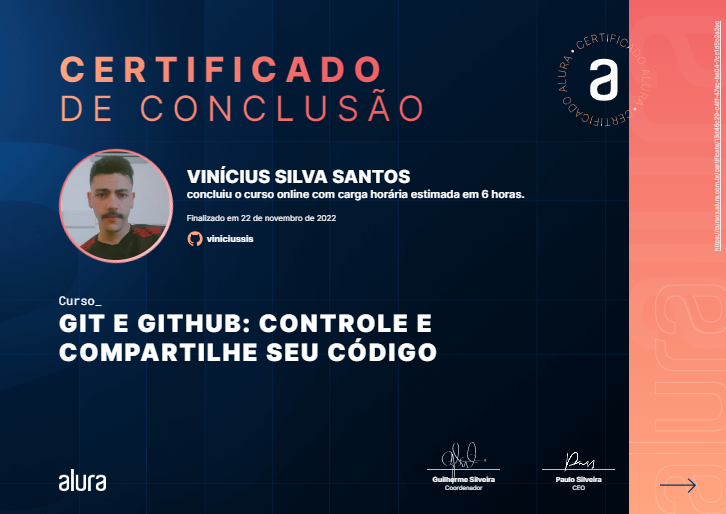 CERTIFICADO
DE CONCLUSÃO
• CERTIFICADO ALURA • CERTIFICADO ALURA
a
VINÍCIUS SILVA SANTOS
concluiu o curso online com carga horária estimada em 6 horas.
Finalizado em 22 de novembro de 2022
viniciussis
Curso_
GIT E GITHUB: CONTROLE E
COMPARTILHE SEU CÓDIGO
alura
Guilherme Silveira
Coordenador
Paulo Silveira
CEO
alura